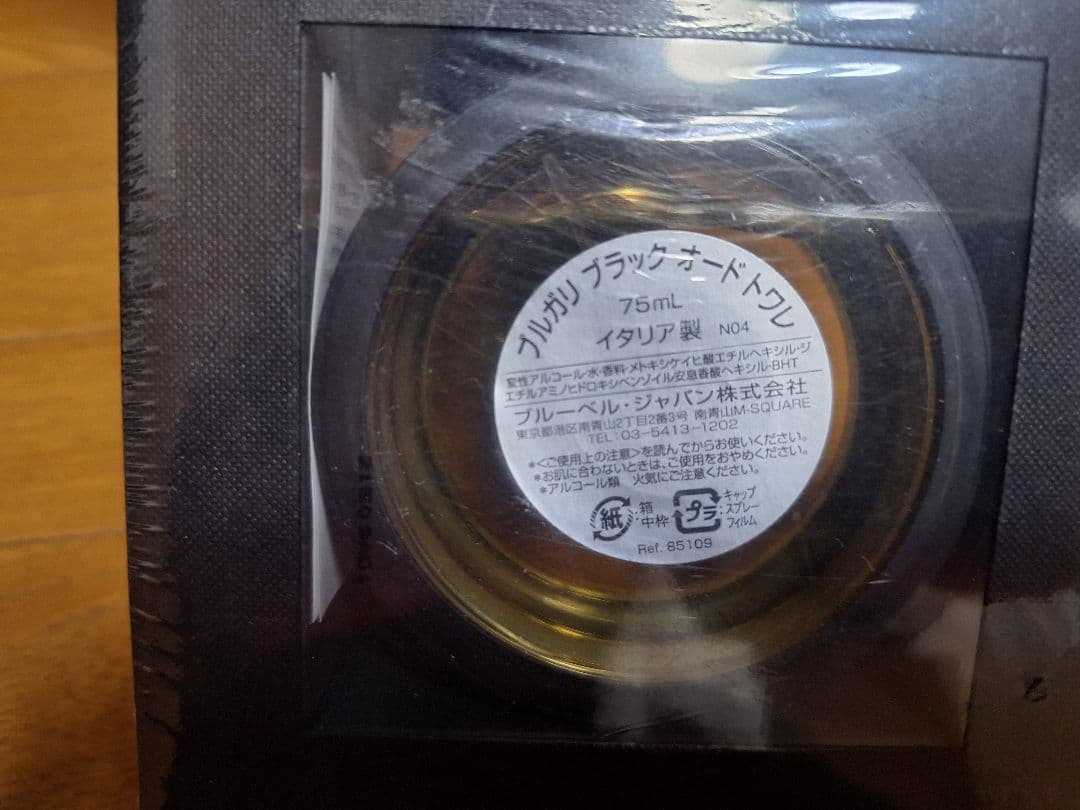 ブルガリ ブラック オードトワレ
75mL
イタリア製 N04
変性アルコール・水・香料・メトキシケイヒ酸エチルヘキシル・ジ
エチルアミノヒドロキシベンゾイル安息香酸ヘキシル・BHT
ブルーベル・ジャパン株式会社
東京都港区南青山2丁目2番3号 南青山M-SQUARE
TEL:03-5413-1202
*<ご使用上の注意>を読んでからお使いください。
*お肌に合わないときは、ご使用をおやめください。
*アルコール類 火気にご注意ください。
紙:箱 中枠
プラ:キャップ スプレー フィルム
Ref. 85109